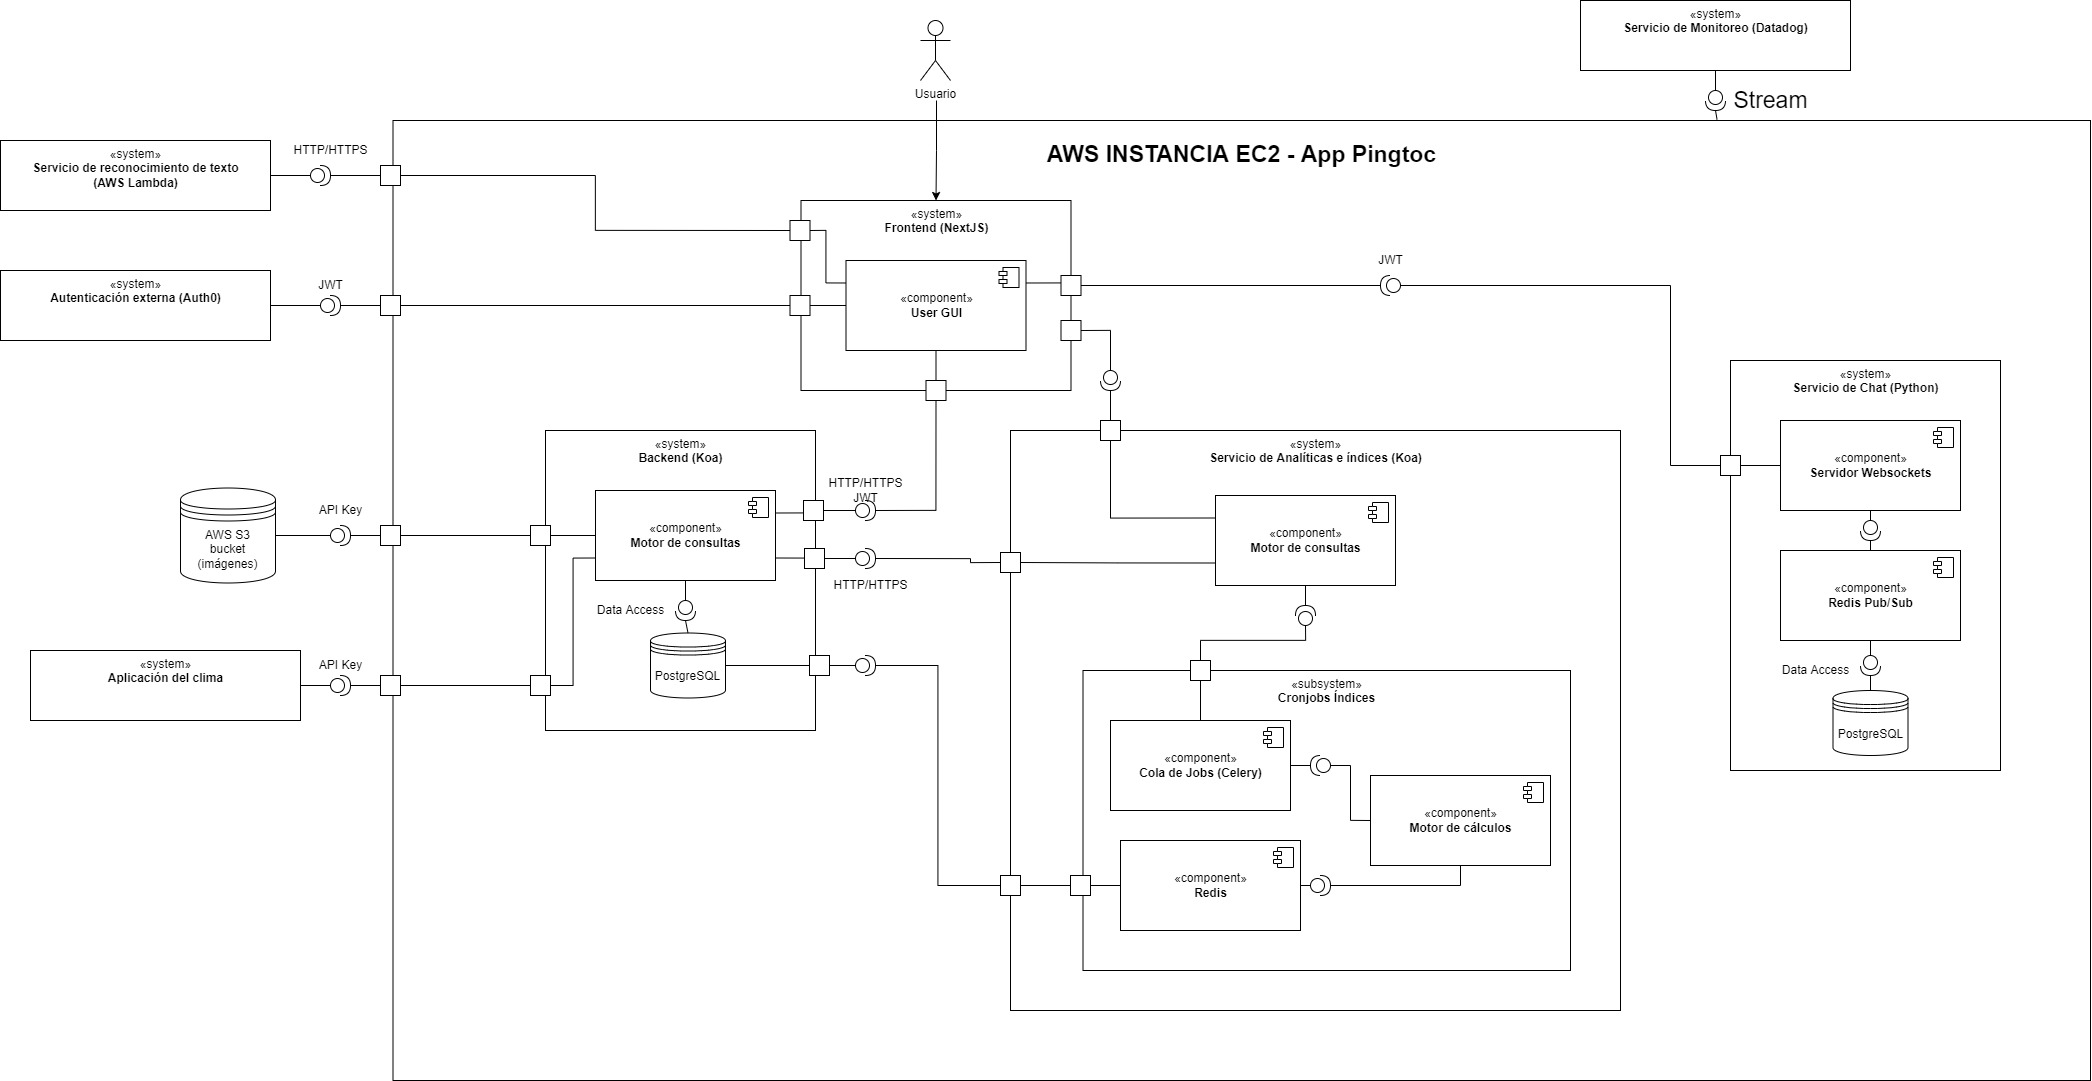 «system»
Servicio de Monitoreo (Datadog)
Usuario
Stream
AWS INSTANCIA EC2 - App Pingtoc
«system»
Servicio de reconocimiento de texto
(AWS Lambda)
HTTP/HTTPS
«system»
Frontend (NextJS)
«component»
User GUI
JWT
«system»
Autenticación externa (Auth0)
JWT
«system»
Servicio de Chat (Python)
«component»
Servidor Websockets
«component»
Redis Pub/Sub
Data Access
PostgreSQL
«system»
Backend (Koa)
«component»
Motor de consultas
HTTP/HTTPS
JWT
HTTP/HTTPS
Data Access
PostgreSQL
AWS S3
bucket
(imágenes)
API Key
«system»
Aplicación del clima
API Key
«system»
Servicio de Analíticas e índices (Koa)
«component»
Motor de consultas
«subsystem»
Cronjobs Índices
«component»
Cola de Jobs (Celery)
«component»
Motor de cálculos
«component»
Redis